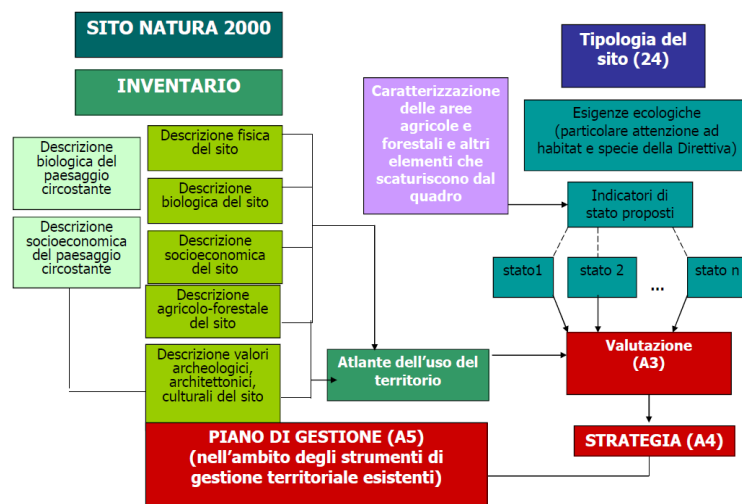 SITO NATURA 2000
INVENTARIO
Descrizione
biologica del
paesaggio
circostante
Descrizione
socioeconomica
del paesaggio
circostante
Descrizione fisica
del sito
Descrizione
biologica del sito
Descrizione
socioeconomica
del sito
Descrizione
agricolo-forestale
del sito
Descrizione valori
archeologici,
architettonici,
culturali del sito
Caratterizzazione
delle aree
agricole e
forestali e altri
elementi che
scaturiscono dal
quadro
Tipologia del
sito (24)
Esigenze ecologiche
(particolare attenzione ad
habitat e specie della Direttiva)
Indicatori di
stato proposti
stato1
stato 2
...
stato n
Atlante dell'uso del
territorio
Valutazione
(A3)
STRATEGIA (A4)
PIANO DI GESTIONE (A5)
(nell'ambito degli strumenti di
gestione territoriale esistenti)